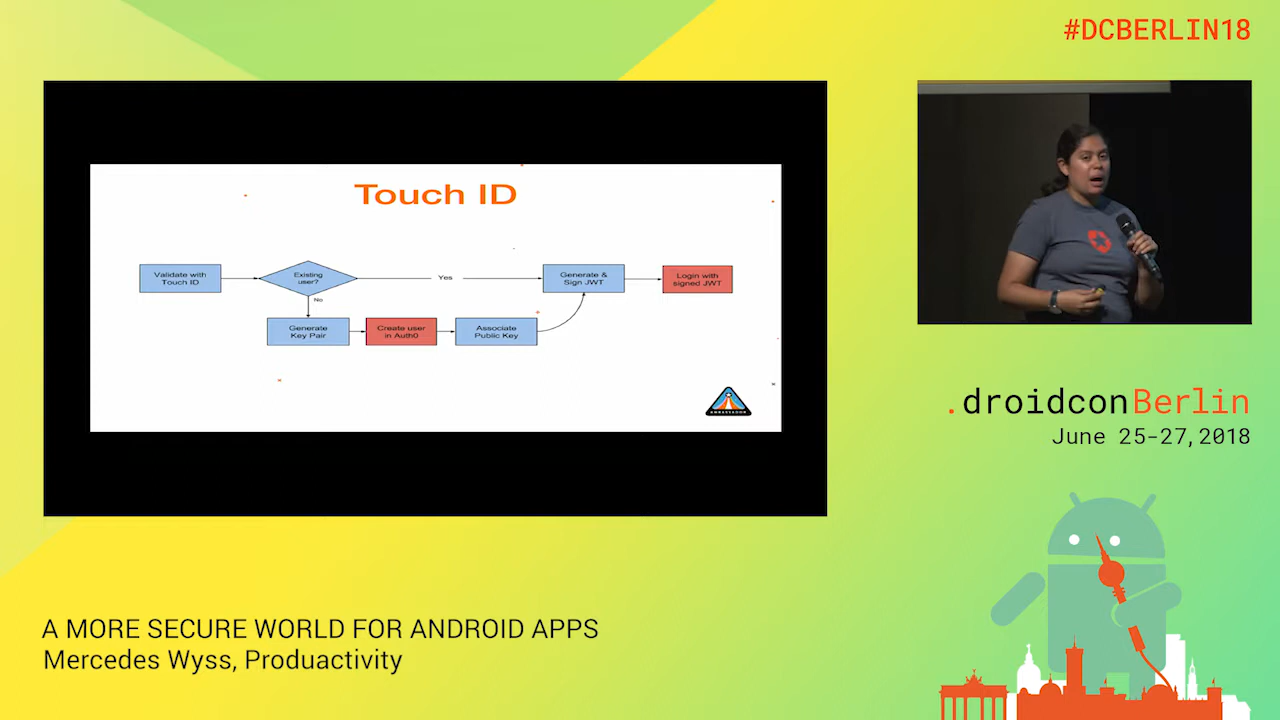 #DCBERLIN18
Touch ID
Validate with
Touch ID
Existing
user?
Yes
Generate &
Sign JWT
Login with
signed JWT
No
Generate
Key Pair
Create user
in Auth0
Associate
Public Key
.droidconBerlin
June 25-27, 2018
A MORE SECURE WORLD FOR ANDROID APPS
Mercedes Wyss, Produactivity